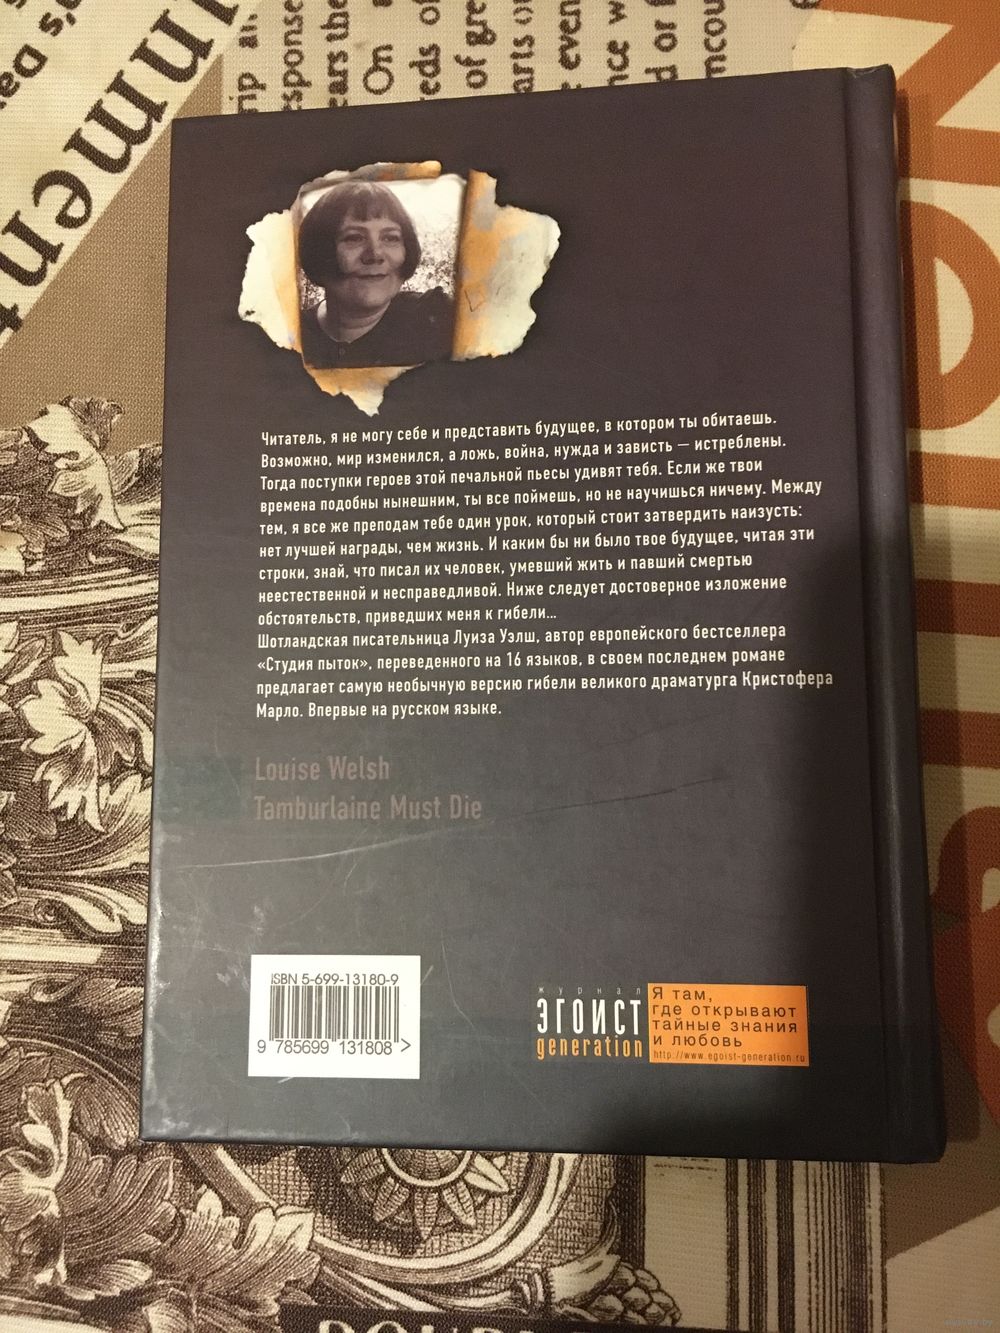 Читатель, я не могу себе и представить будущее, в котором ты обитаешь.
Возможно, мир изменился, а ложь, война, нужда и зависть — истреблены.
Тогда поступки героев этой печальной пьесы удивят тебя. Если же твои
времена подобны нынешним, ты все поймешь, но не научишься ничему. Между
тем, я все же преподам тебе один урок, который стоит затвердить наизусть:
нет лучшей награды, чем жизнь. И каким бы ни было твое будущее, читая эти
строки, знай, что писал их человек, умевший жить и павший смертью
неестественной и несправедливой. Ниже следует достоверное изложение
обстоятельств, приведших меня к гибели...
Шотландская писательница Луиза Уэлш, автор европейского бестселлера
«Студия пыток», переведенного на 16 языков, в своем последнем романе
предлагает самую необычную версию гибели великого драматурга Кристофера
Марло. Впервые на русском языке.
Louise Welsh
Tamburlaine Must Die
ISBN 5-699-13180-9
9 785699 131808 >
журнал
ЭГОИСТ
generation
Я там,
где открывают
тайные знания
и любовь
http://www.egoist-generation.ru